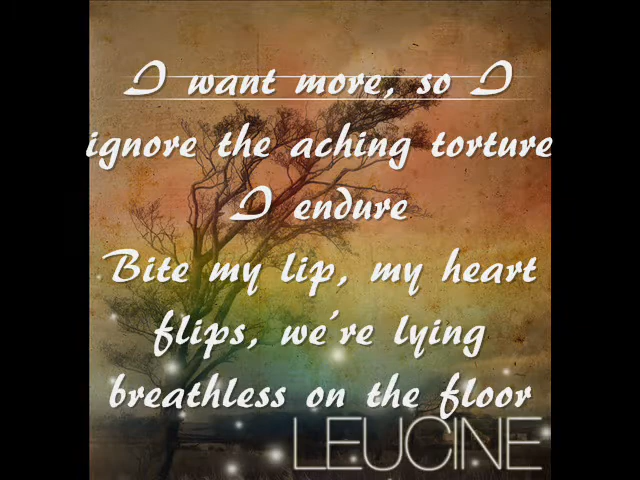 I want more, so I
ignore the aching torture
I endure
Bite my lip, my heart
flips, we're lying
breathless on the floor
LEUCINE